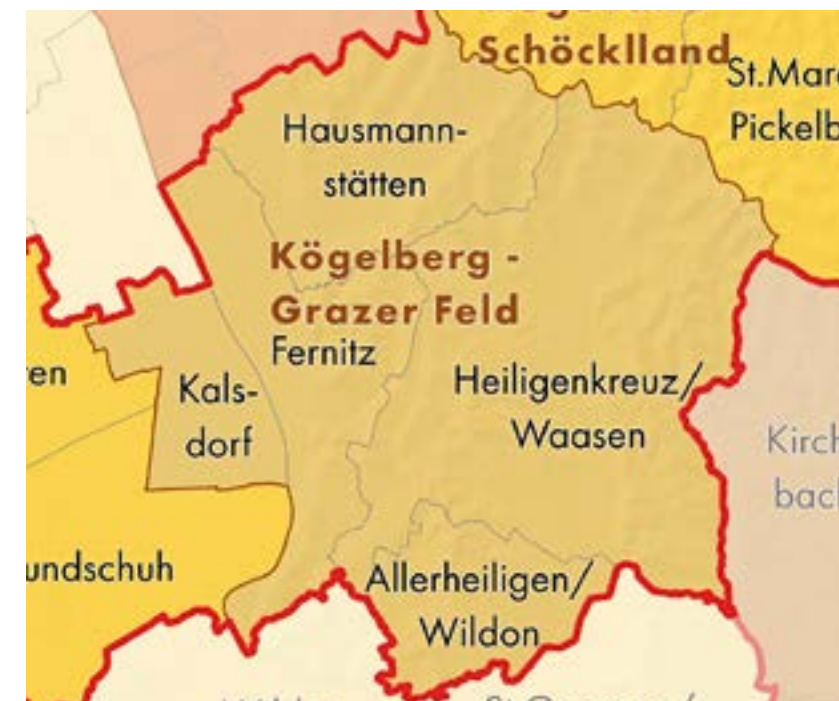 Schöcklland
Hausmann-
stätten
Kögelberg -
Grazer Feld
Fernitz
Kals-
dorf
Heiligenkreuz/
Waasen
Allerheiligen/
Wildon
St.Mar
Pickelb
en
undschuh
Kirch
bach